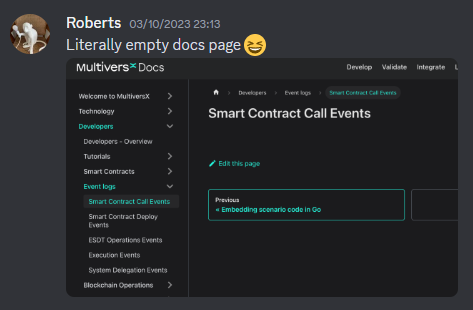 Roberts 03/10/2023 23:13
Literally empty docs page
MultiversX Docs
Develop Validate Integrate
Welcome to MultiversX
Technology
Developers
Developers - Overview
Tutorials
Smart Contracts
Event logs
Smart Contract Call Events
Smart Contract Deploy
Events
ESDT Operations Events
Execution Events
System Delegation Events
Blockchain Operations
Developers Event logs Smart Contract Call Events
Smart Contract Call Events
Edit this page
Previous
« Embedding scenario code in Go